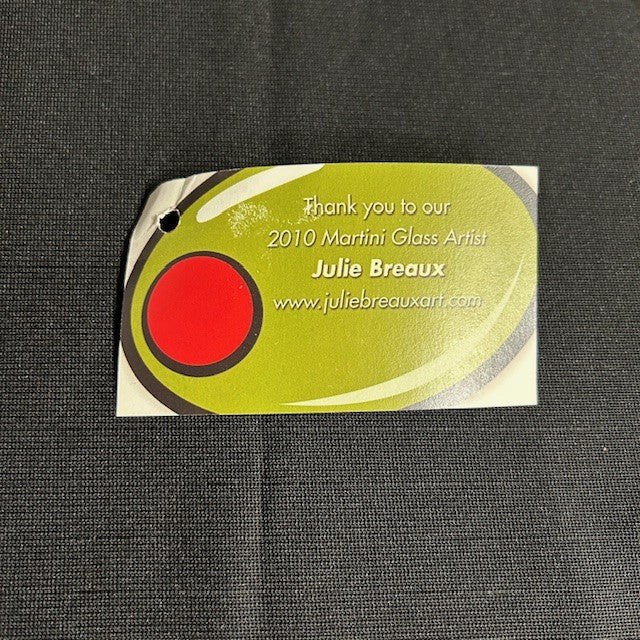 Thank you to our
2010 Martini Glass Artist
Julie Breaux
www.juliebreauxart.com